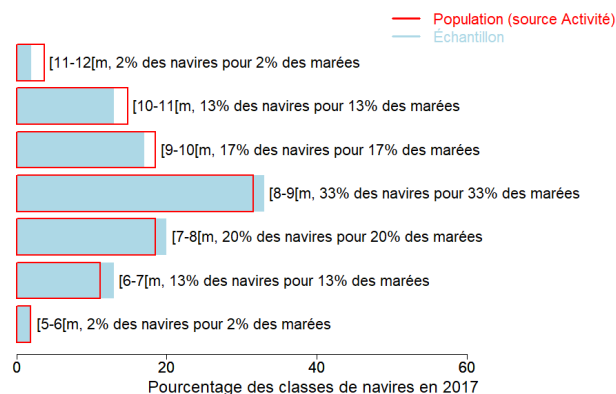 Population (source Activité)
Échantillon
[11-12[m, 2% des navires pour 2% des marées
[10-11[m, 13% des navires pour 13% des marées
[9-10[m, 17% des navires pour 17% des marées
[8-9[m, 33% des navires pour 33% des marées
[7-8[m, 20% des navires pour 20% des marées
[6-7[m, 13% des navires pour 13% des marées
[5-6[m, 2% des navires pour 2% des marées
0 20 40 60
Pourcentage des classes de navires en 2017